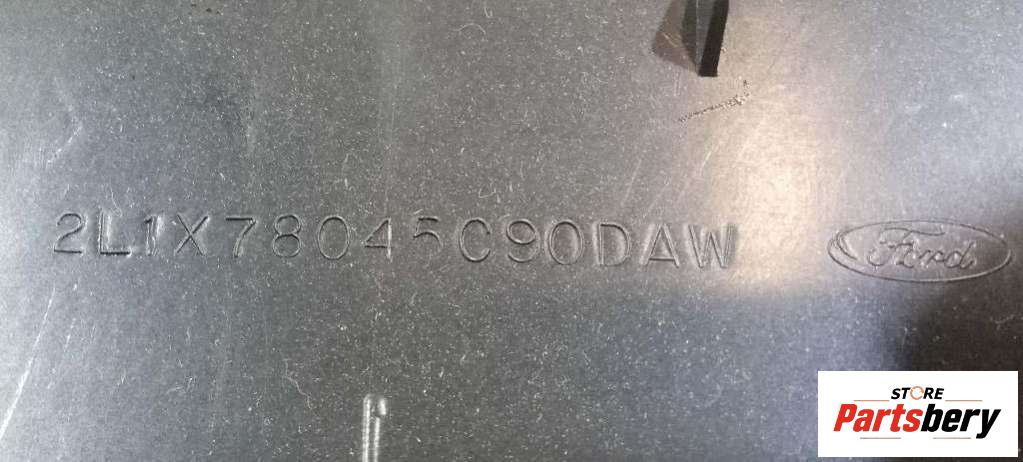 2L1X78045C90DAW
Ford
STORE
Partsbery